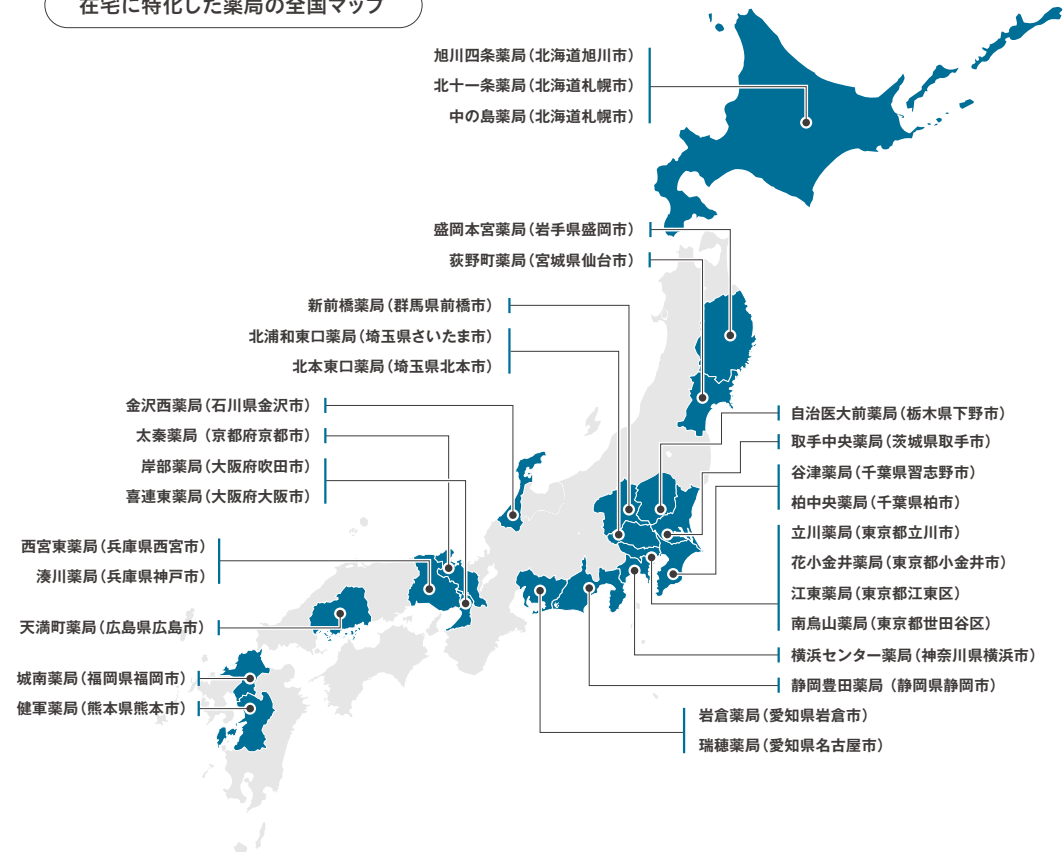 在宅に特化した薬局の全国マップ
旭川四条薬局（北海道旭川市）
北十一条薬局（北海道札幌市）
中の島薬局（北海道札幌市）
盛岡本宮薬局（岩手県盛岡市）
荻野町薬局（宮城県仙台市）
新前橋薬局（群馬県前橋市）
北浦和東口薬局（埼玉県さいたま市）
北本東口薬局（埼玉県北本市）
金沢西薬局（石川県金沢市）
太秦薬局（京都府京都市）
岸部薬局（大阪府吹田市）
喜連東薬局（大阪府大阪市）
西宮東薬局（兵庫県西宮市）
湊川薬局（兵庫県神戸市）
天満町薬局（広島県広島市）
城南薬局（福岡県福岡市）
健軍薬局（熊本県熊本市）
自治医大前薬局（栃木県下野市）
取手中央薬局（茨城県取手市）
谷津薬局（千葉県習志野市）
柏中央薬局（千葉県柏市）
立川薬局（東京都立川市）
花小金井薬局（東京都小金井市）
江東薬局（東京都江東区）
南烏山薬局（東京都世田谷区）
横浜センター薬局（神奈川県横浜市）
静岡豊田薬局（静岡県静岡市）
岩倉薬局（愛知県岩倉市）
瑞穂薬局（愛知県名古屋市）